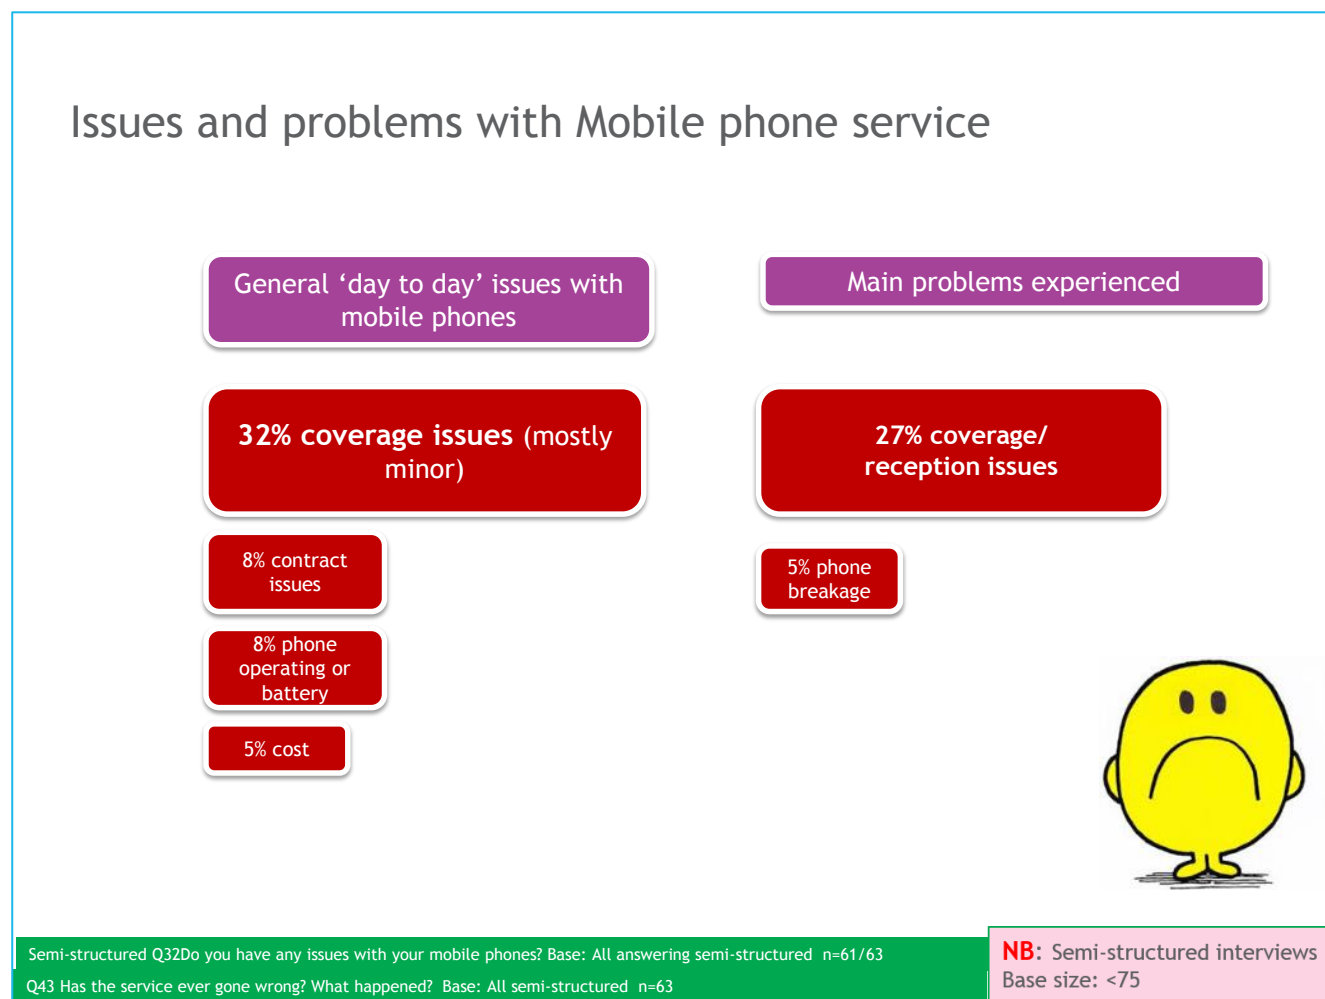 Issues and problems with Mobile phone service
General ‘day to day’ issues with
mobile phones
Main problems experienced
32% coverage issues (mostly
minor)
27% coverage/
reception issues
8% contract
issues
5% phone
breakage
8% phone
operating or
battery
5% cost
Semi-structured Q32Do you have any issues with your mobile phones? Base: All answering semi-structured n=61/63
Q43 Has the service ever gone wrong? What happened? Base: All semi-structured n=63
NB: Semi-structured interviews
Base size: <75